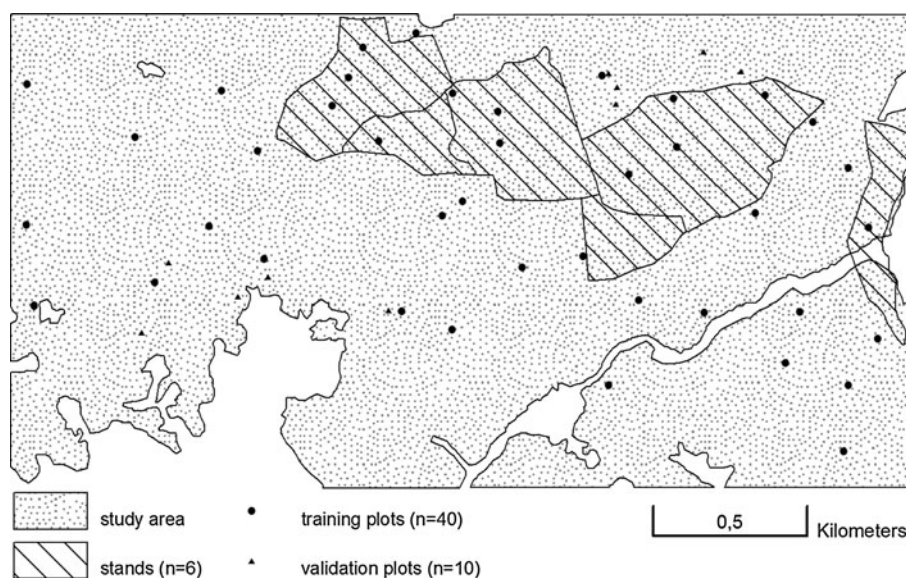 study area
training plots (n=40)
0,5
Kilometers
stands (n=6)
validation plots (n=10)